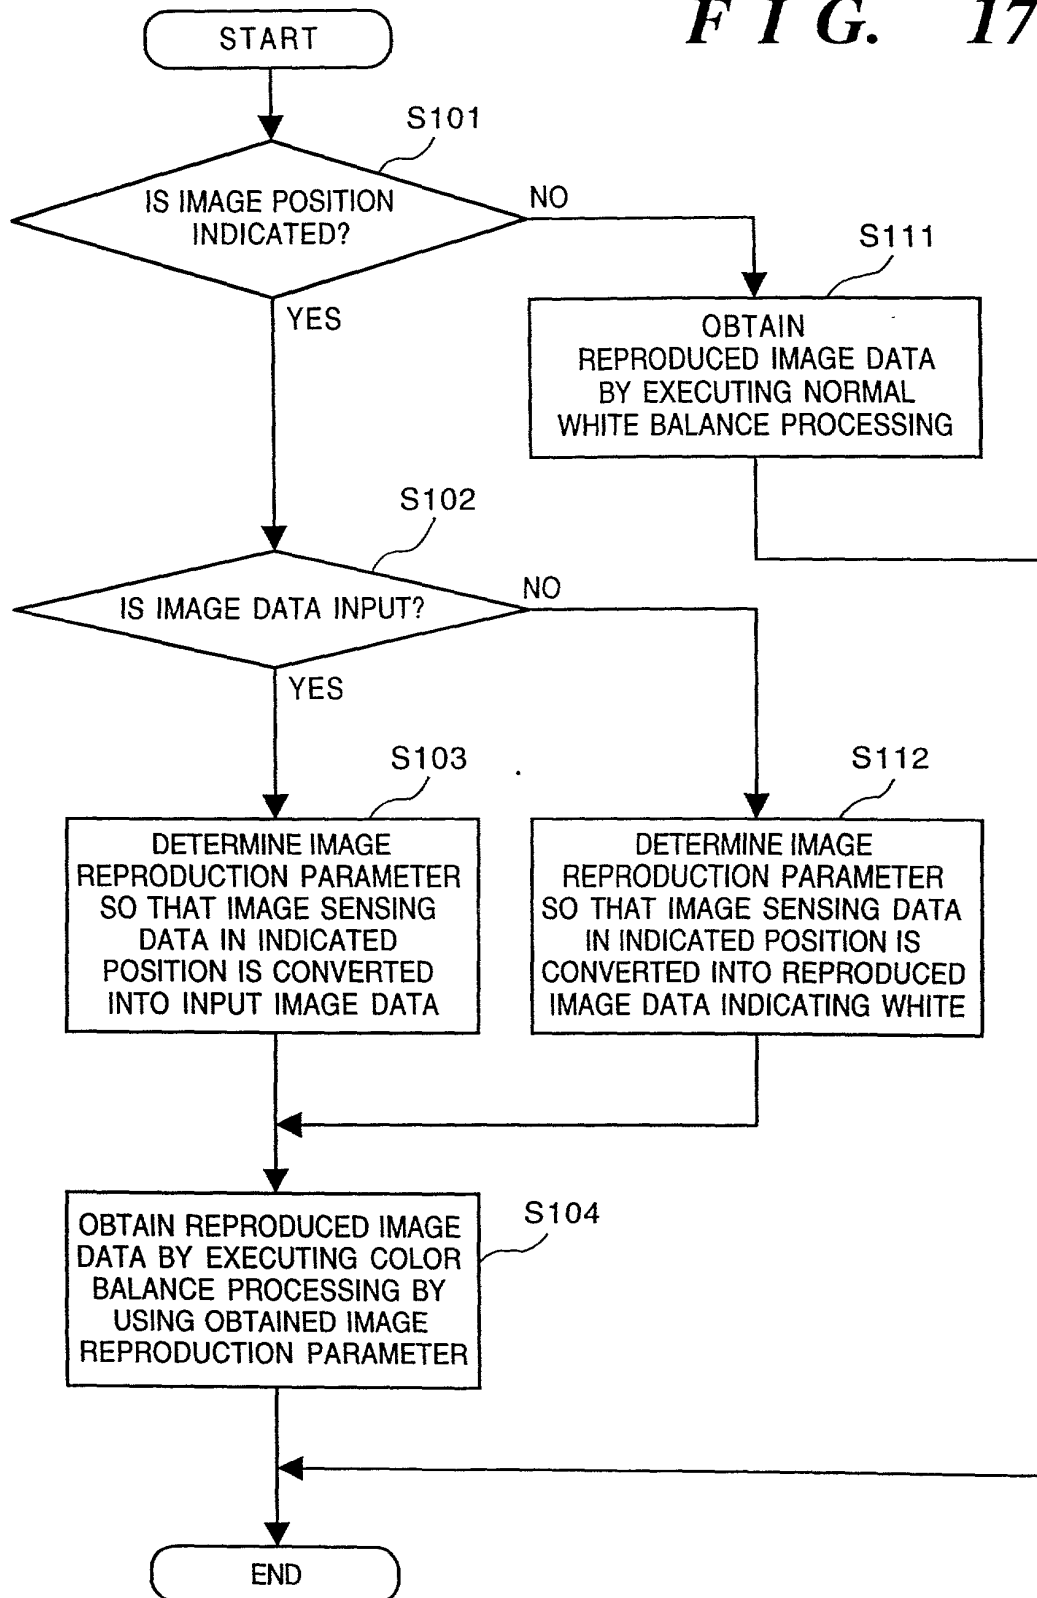 F I G. 17
START
S101
IS IMAGE POSITION
INDICATED?
NO
YES
S111
OBTAIN
REPRODUCED IMAGE DATA
BY EXECUTING NORMAL
WHITE BALANCE PROCESSING
S102
IS IMAGE DATA INPUT?
NO
YES
S103
DETERMINE IMAGE
REPRODUCTION PARAMETER
SO THAT IMAGE SENSING
DATA IN INDICATED
POSITION IS CONVERTED
INTO INPUT IMAGE DATA
S112
DETERMINE IMAGE
REPRODUCTION PARAMETER
SO THAT IMAGE SENSING DATA
IN INDICATED POSITION IS
CONVERTED INTO REPRODUCED
IMAGE DATA INDICATING WHITE
S104
OBTAIN REPRODUCED IMAGE
DATA BY EXECUTING COLOR
BALANCE PROCESSING BY
USING OBTAINED IMAGE
REPRODUCTION PARAMETER
END